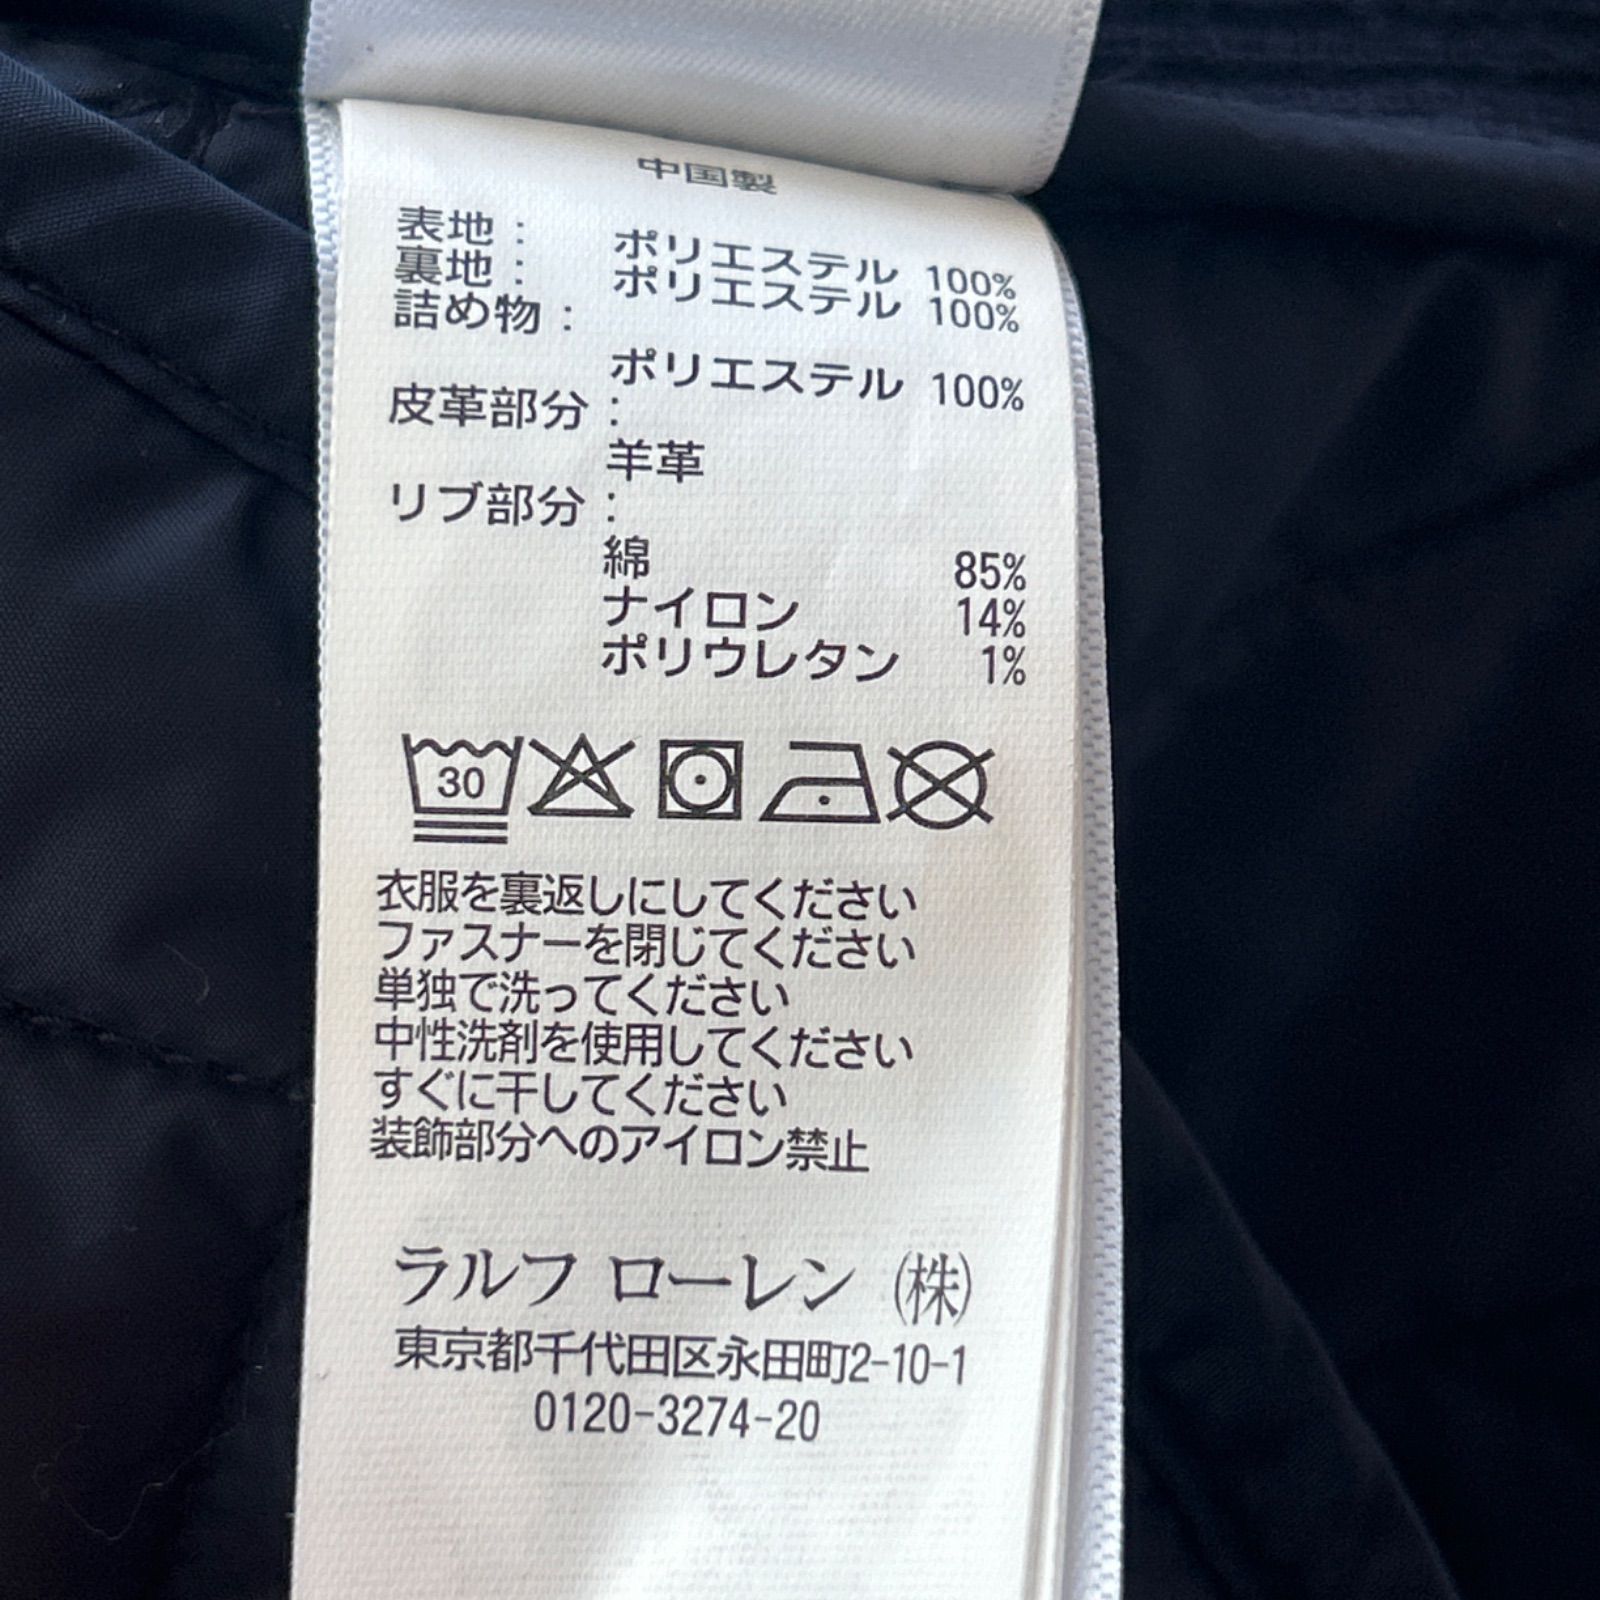 中国製
表地： ポリエステル 100%
裏地： ポリエステル 100%
詰め物：
ポリエステル 100%
皮革部分：
羊革
リブ部分：
綿 85%
ナイロン 14%
ポリウレタン 1%
30
衣服を裏返しにしてください
ファスナーを閉じてください
単独で洗ってください
中性洗剤を使用してください
すぐに干してください
装飾部分へのアイロン禁止
ラルフ ローレン (株)
東京都千代田区永田町2-10-1
0120-3274-20